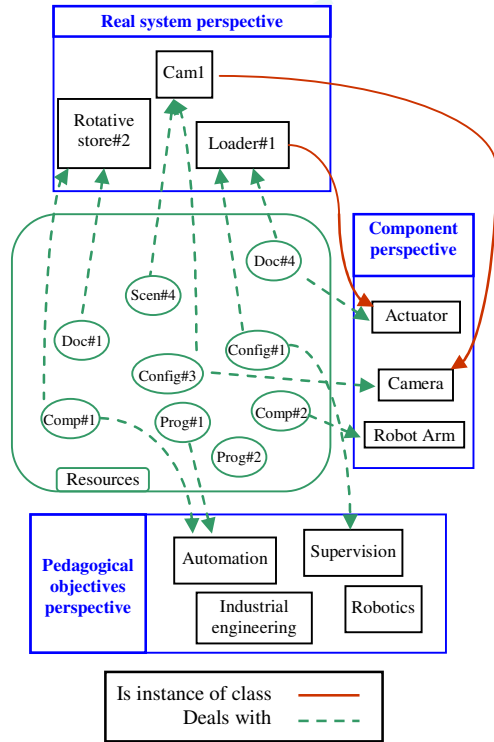 Real system perspective
Cam1
Rotative
store#2
Loader#1
Component
perspective
Doc#4
Scen#4
Actuator
Doc#1
Config#1
Config#3
Camera
Comp#2
Comp#1
Prog#1
Robot Arm
Prog#2
Resources
Pedagogical
objectives
perspective
Automation
Supervision
Industrial
engineering
Robotics
Is instance of class
Deals with